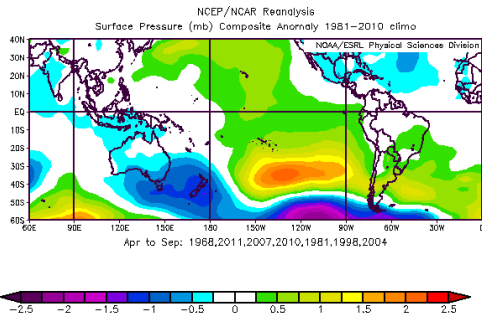 NCEP/NCAR Reanalysis
Surface Pressure (mb) Composite Anomaly 1981-2010 climo
NOAA/ESRL Physical Sciences Division
40N
30N
20N
10N
EQ
10S
20S
30S
40S
50S
60S
60E 90E 120E 150E 180 150W 120W 90W 60W 30W 0
Apr to Sep: 1968,2011,2007,2010,1981,1998,2004
-2.5 -2 -1.5 -1 -0.5 0 0.5 1 1.5 2 2.5